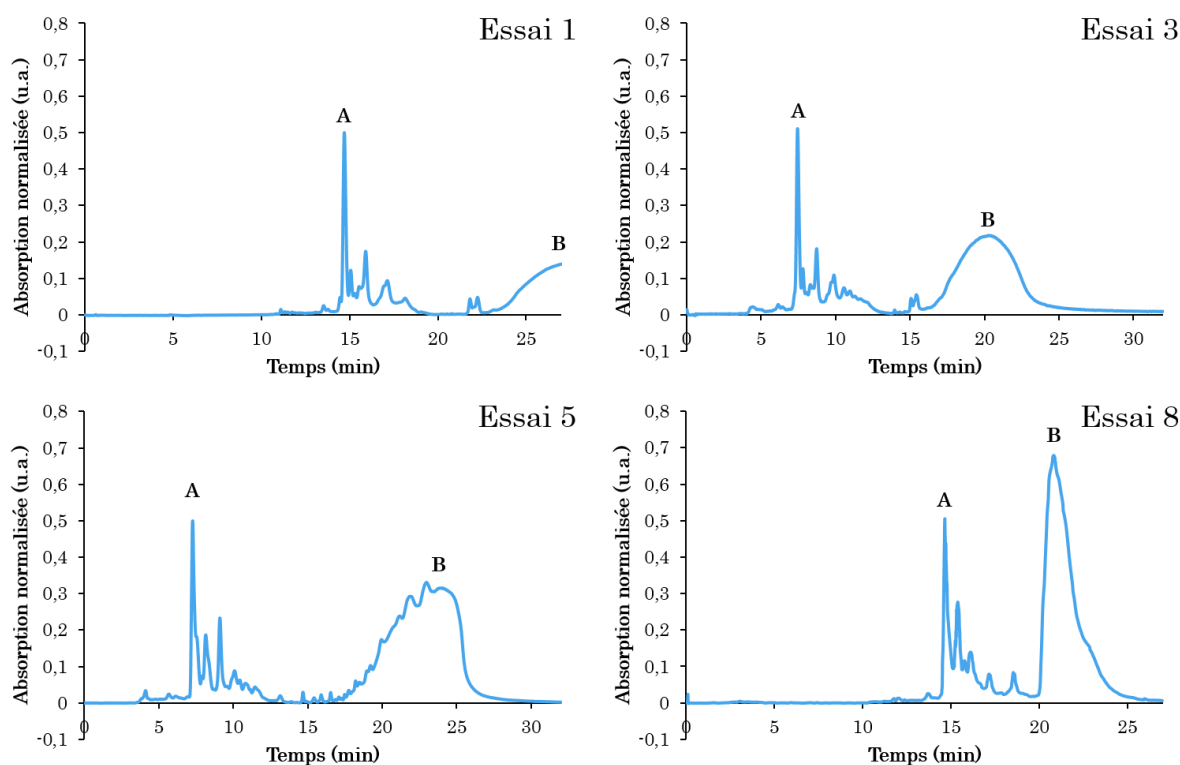 Essai 1
Absorption normalisée (u.a.)
0,8
0,7
0,6
0,5
0,4
0,3
0,2
0,1
0
-0,1
A
B
0 5 10 15 20 25
Temps (min)
Essai 3
Absorption normalisée (u.a.)
0,8
0,7
0,6
0,5
0,4
0,3
0,2
0,1
0
-0,1
A
B
0 5 10 15 20 25 30
Temps (min)
Essai 5
Absorption normalisée (u.a.)
0,8
0,7
0,6
0,5
0,4
0,3
0,2
0,1
0
-0,1
A
B
0 5 10 15 20 25 30
Temps (min)
Essai 8
Absorption normalisée (u.a.)
0,8
0,7
0,6
0,5
0,4
0,3
0,2
0,1
0
-0,1
A
B
0 5 10 15 20 25
Temps (min)